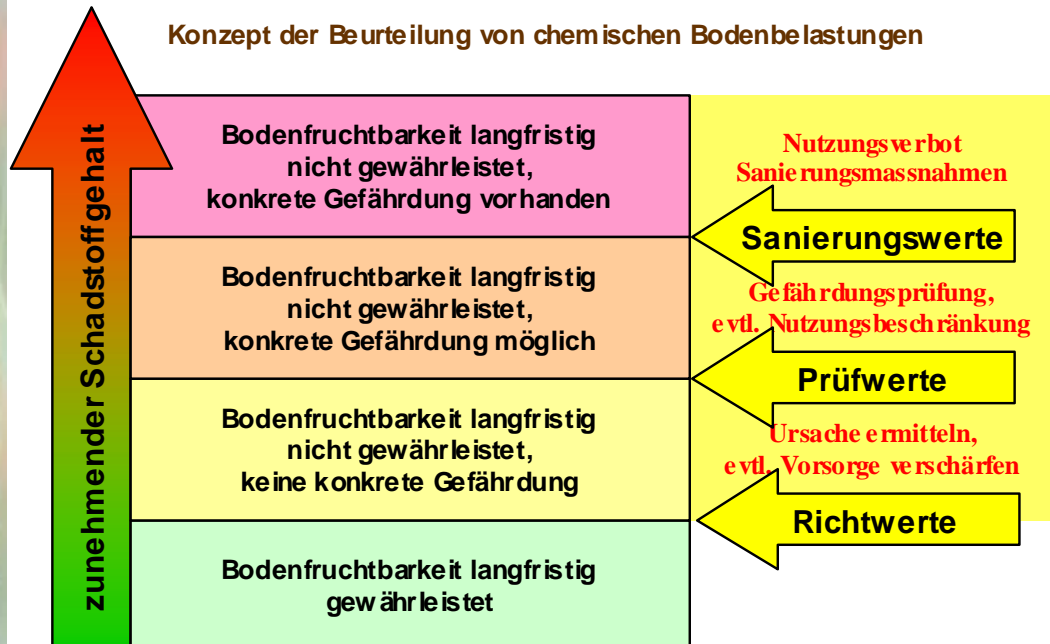 Konzept der Beurteilung von chemischen Bodenbelastungen
zunehmender Schadstoffgehalt
Bodenfruchtbarkeit langfristig
nicht gewährleistet,
konkrete Gefährdung vorhanden
Nutzungsverbot
Sanierungsmassnahmen
Sanierungswerte
Bodenfruchtbarkeit langfristig
nicht gewährleistet,
konkrete Gefährdung möglich
Gefährdungsprüfung,
evtl. Nutzungsbeschränkung
Prüfwerte
Bodenfruchtbarkeit langfristig
nicht gewährleistet,
keine konkrete Gefährdung
Ursache ermitteln,
evtl. Vorsorge verschärfen
Richtwerte
Bodenfruchtbarkeit langfristig
gewährleistet